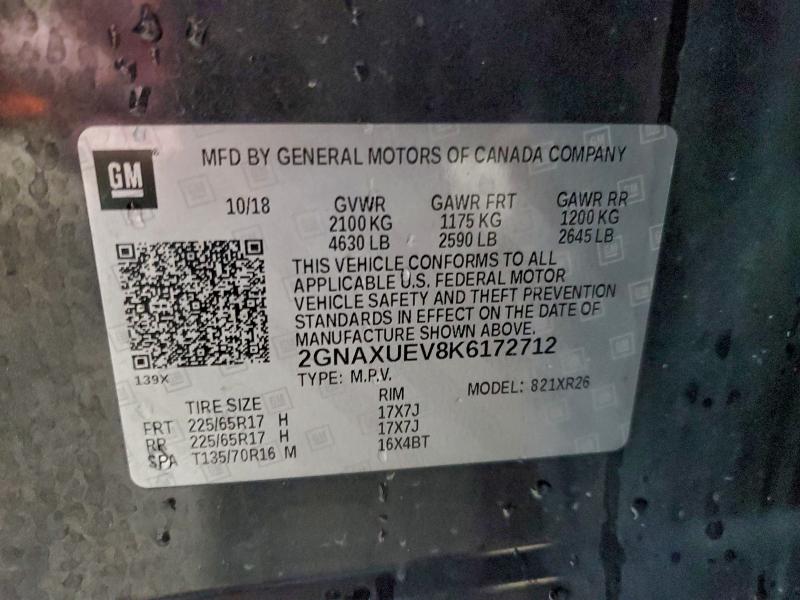 GM
MFD BY GENERAL MOTORS OF CANADA COMPANY
10/18 GVWR GAWR FRT GAWR RR
2100 KG 1175 KG 1200 KG
4630 LB 2590 LB 2645 LB
THIS VEHICLE CONFORMS TO ALL
APPLICABLE U.S. FEDERAL MOTOR
VEHICLE SAFETY AND THEFT PREVENTION
STANDARDS IN EFFECT ON THE DATE OF
MANUFACTURE SHOWN ABOVE.
2GNAXUEV8K6172712
139X TYPE: M.P.V. MODEL: 821XR26
TIRE SIZE RIM
FRT 225/65R17 H 17X7J
RR 225/65R17 H 17X7J
SPA T135/70R16 M 16X4BT